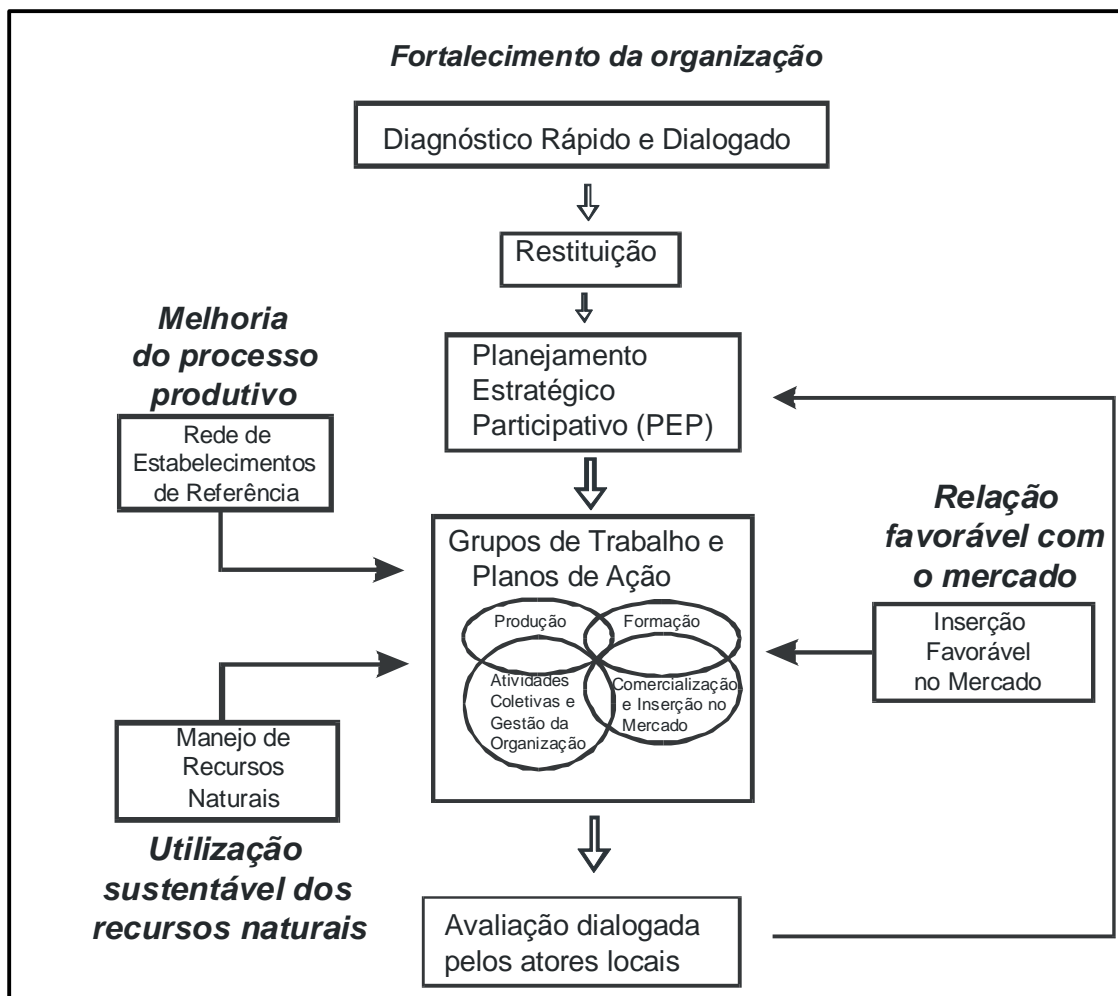 Fortalecimento da organização
Diagnóstico Rápido e Dialogado
Restituição
Melhoria
do processo
produtivo
Rede de
Estabelecimentos
de Referência
Planejamento
Estratégico
Participativo (PEP)
Relação
favorável com
o mercado
Inserção
Favorável
no Mercado
Grupos de Trabalho e
Planos de Ação
Produção
Formação
Atividades
Coletivas e
Gestão da
Organização
Comercialização
e Inserção no
Mercado
Manejo de
Recursos
Naturais
Utilização
sustentável dos
recursos naturais
Avaliação dialogada
pelos atores locais